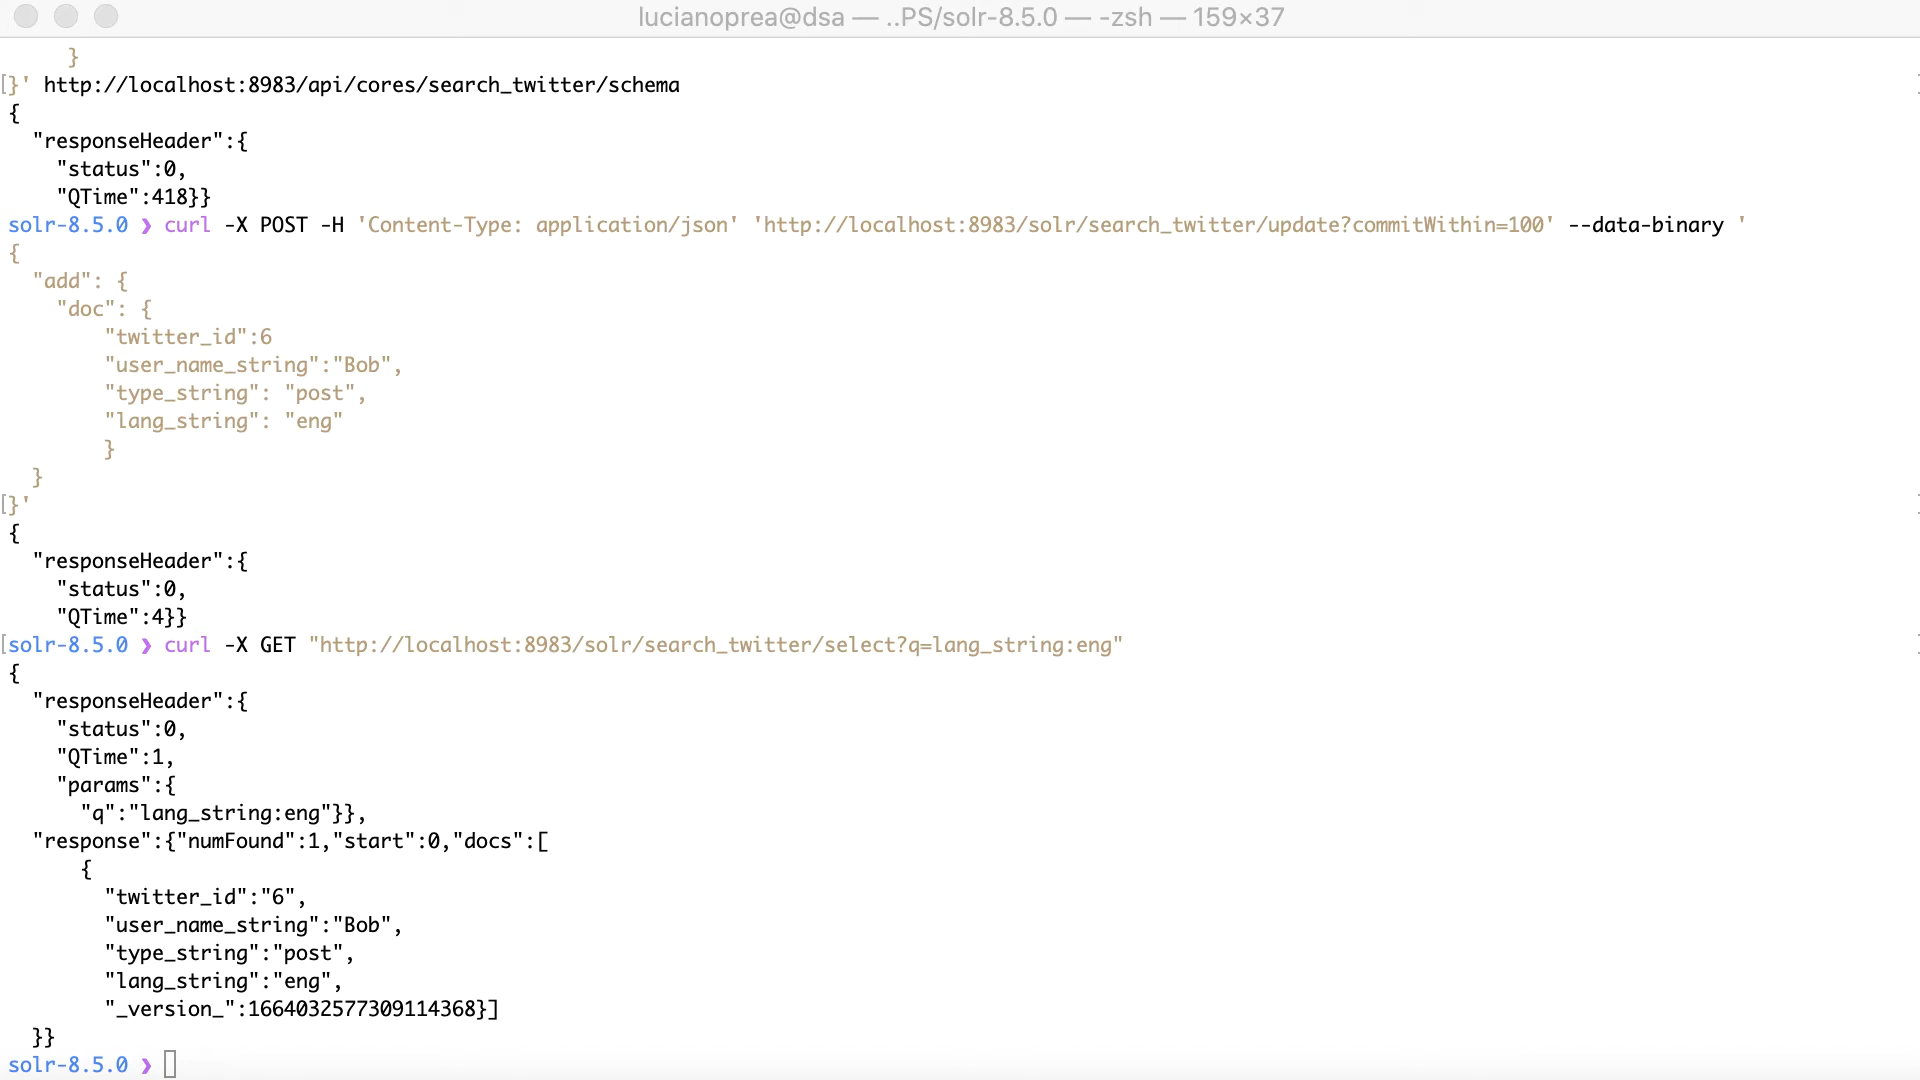 lucianoprea@dsa — ..PS/solr-8.5.0 — -zsh — 159×37
      }
[}' http://localhost:8983/api/cores/search_twitter/schema
{
  "responseHeader":{
    "status":0,
    "QTime":418}}
solr-8.5.0 ❯ curl -X POST -H 'Content-Type: application/json' 'http://localhost:8983/solr/search_twitter/update?commitWithin=100' --data-binary '
{
  "add": {
    "doc": {
        "twitter_id":6
        "user_name_string":"Bob",
        "type_string": "post",
        "lang_string": "eng"
        }
  }
[}'
{
  "responseHeader":{
    "status":0,
    "QTime":4}}
[solr-8.5.0 ❯ curl -X GET "http://localhost:8983/solr/search_twitter/select?q=lang_string:eng"
{
  "responseHeader":{
    "status":0,
    "QTime":1,
    "params":{
      "q":"lang_string:eng"}},
  "response":{"numFound":1,"start":0,"docs":[
      {
        "twitter_id":"6",
        "user_name_string":"Bob",
        "type_string":"post",
        "lang_string":"eng",
        "_version_":1664032577309114368}]
  }}
solr-8.5.0 ❯